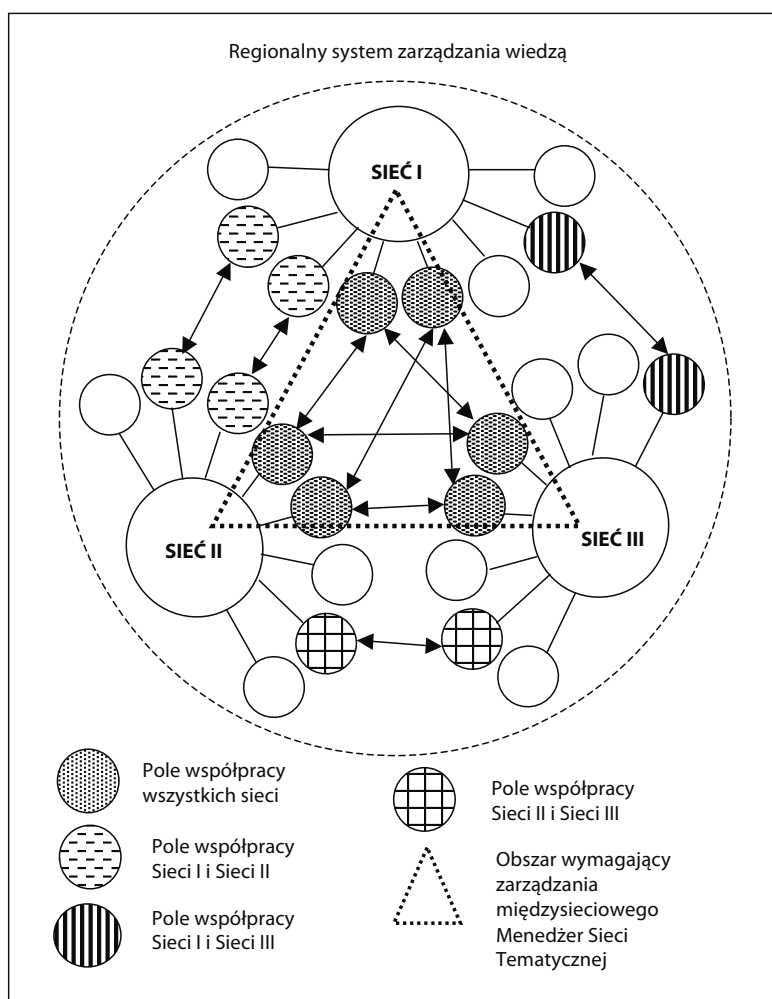 Regionalny system zarządzania wiedzą
SIEĆ I
SIEĆ II
SIEĆ III
Pole współpracy
wszystkich sieci
Pole współpracy
Sieci I i Sieci II
Pole współpracy
Sieci I i Sieci III
Pole współpracy
Sieci II i Sieci III
Obszar wymagający
zarządzania
międzysieciowego
Menedżer Sieci
Tematycznej